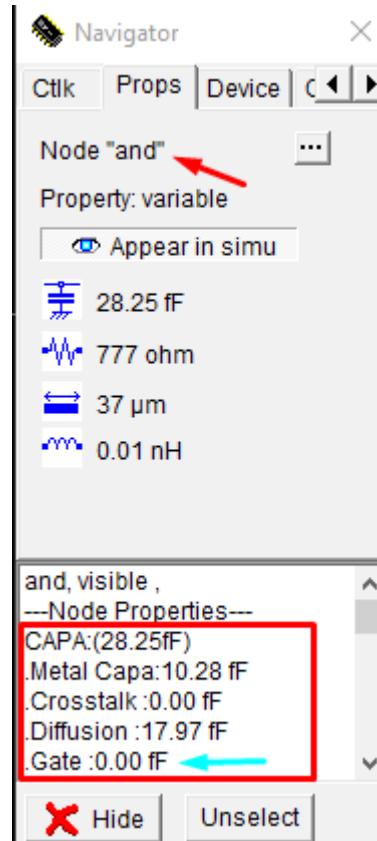 Navigator
Ctlk Props Device
Node "and" ...
Property: variable
Appear in simu
28.25 fF
777 ohm
37 µm
0.01 nH
and, visible ,
---Node Properties---
CAPA:(28.25fF)
.Metal Capa:10.28 fF
.Crosstalk :0.00 fF
.Diffusion :17.97 fF
.Gate :0.00 fF
Hide Unselect